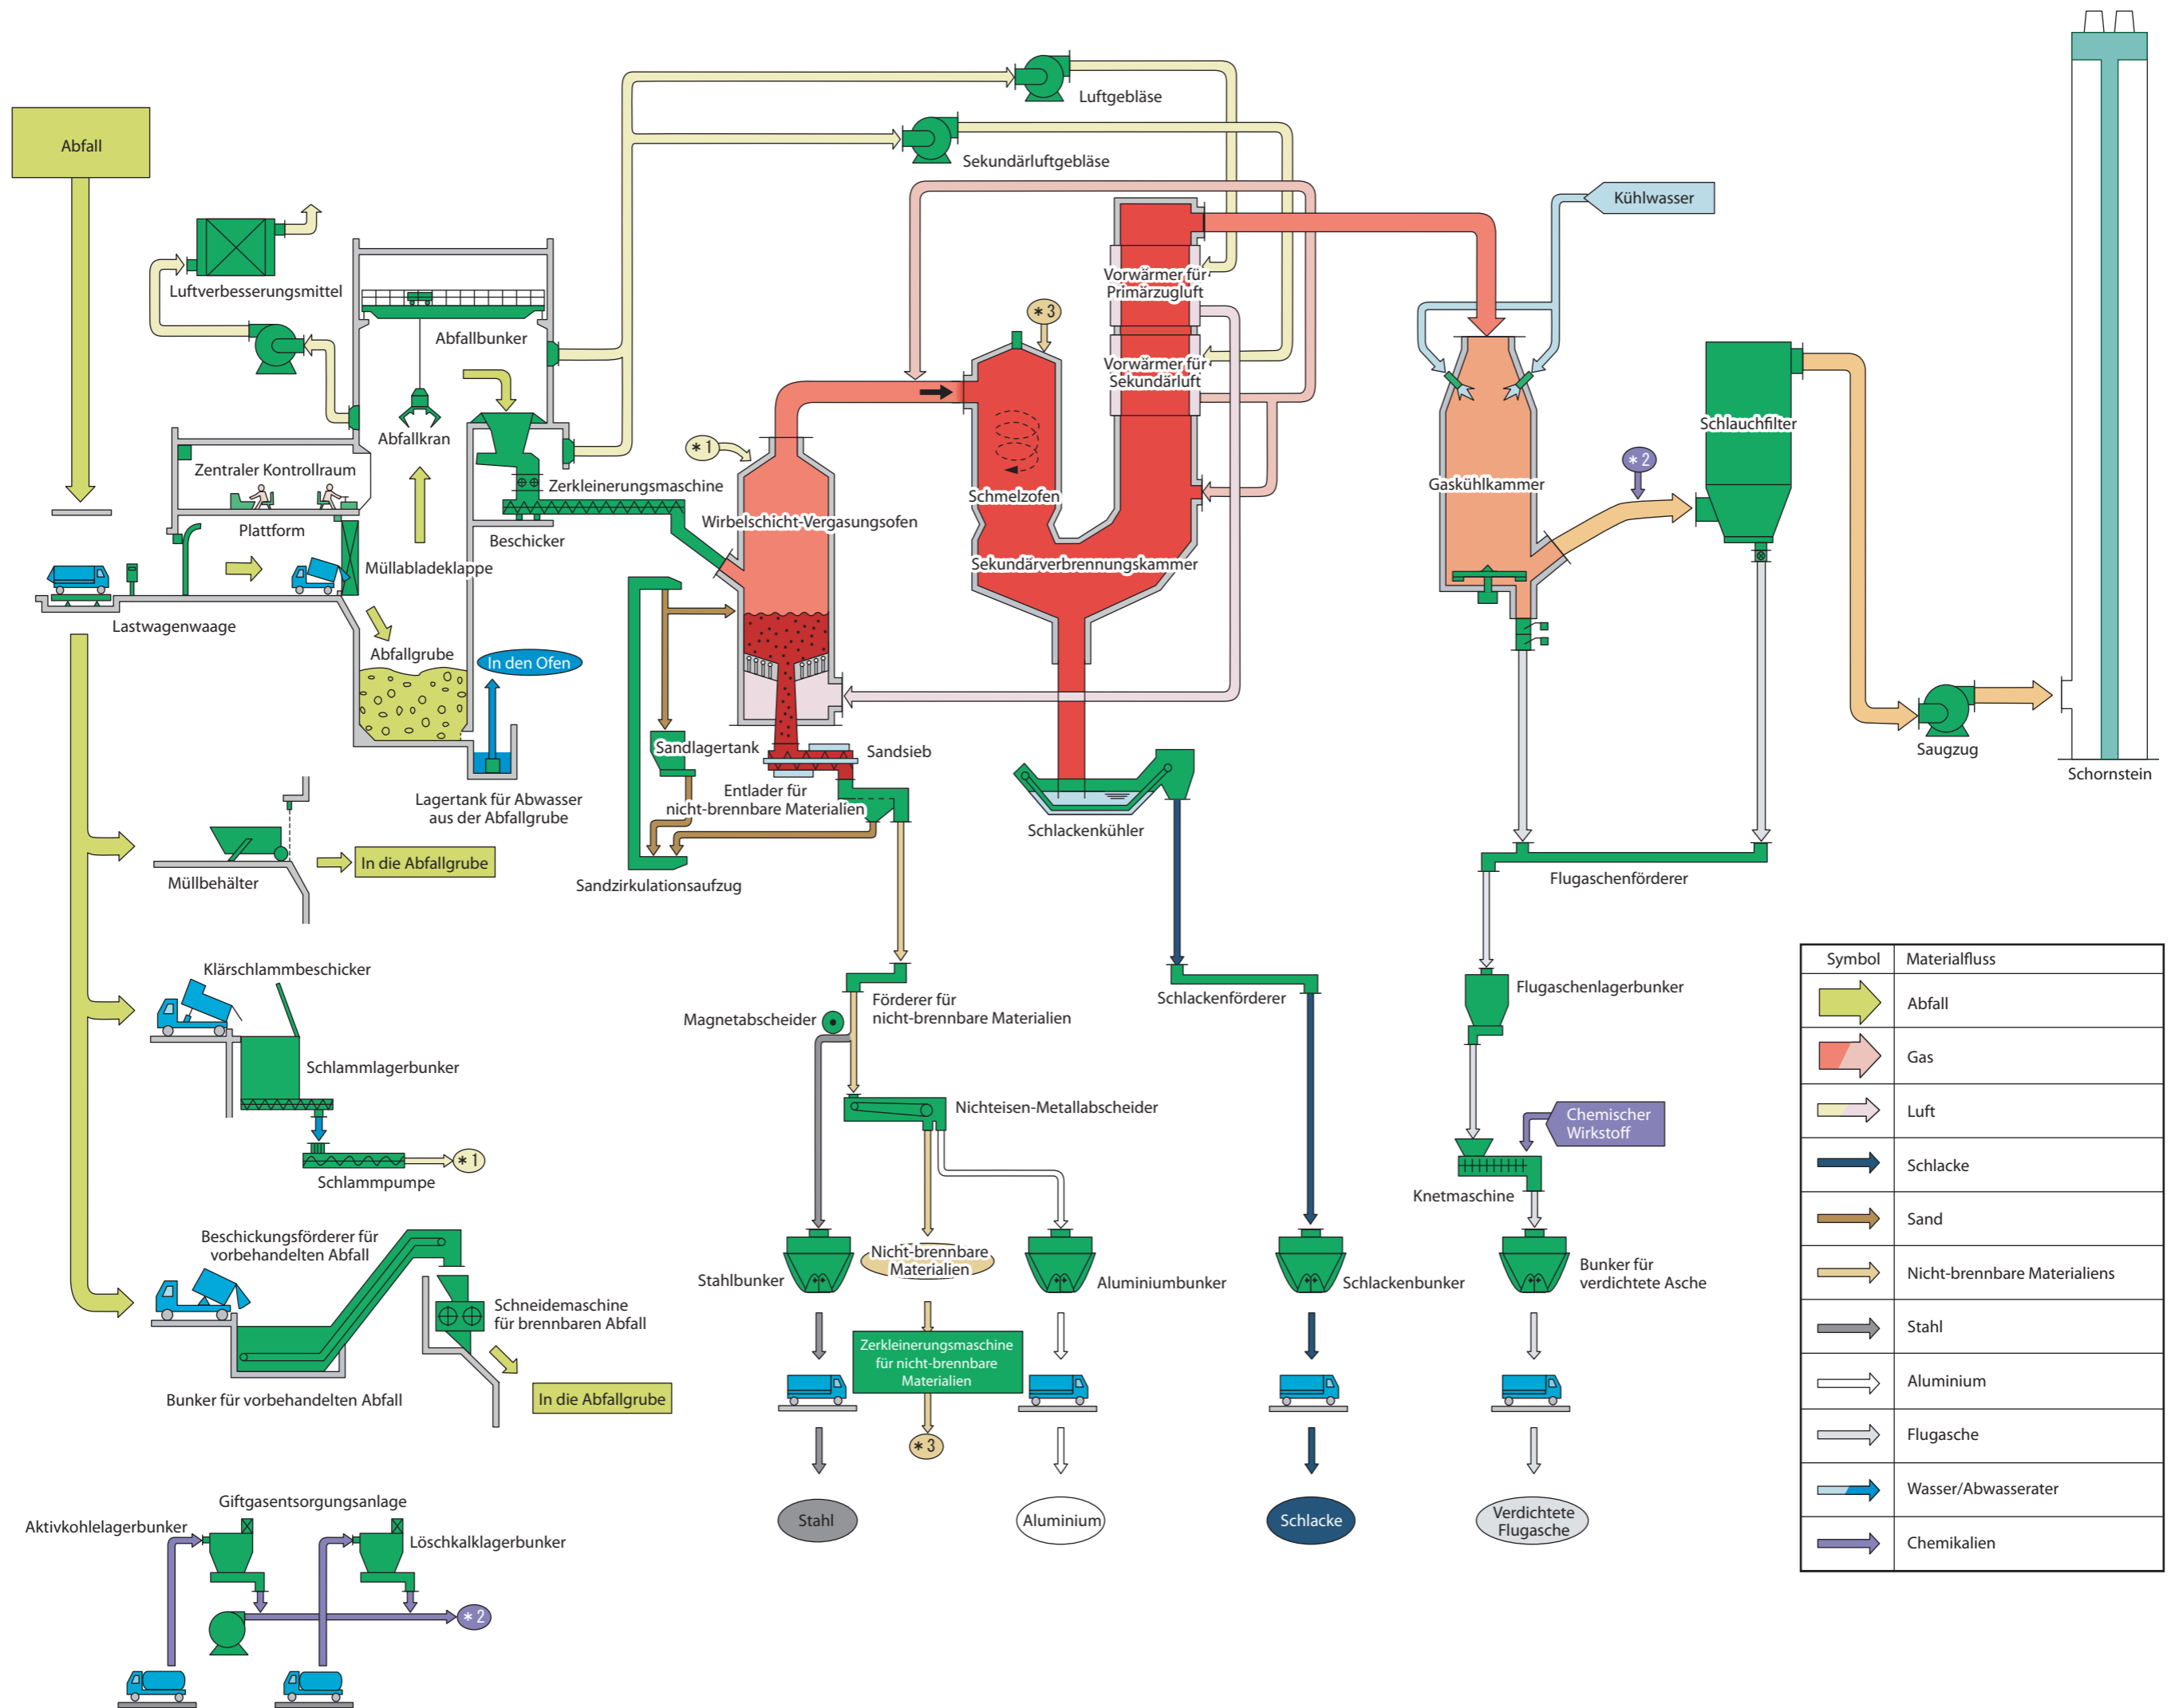 Abfall
Luftgebläse
Sekundärluftgebläse
Kühlwasser
Luftverbesserungsmittel
Abfallbunker
Abfallkran
Vorwärmer für
Primärzugluft
Vorwärmer für
Sekundärluft
*3
*1
*2
Zentraler Kontrollraum
Plattform
Zerkleinerungsmaschine
Beschicker
Müllabladeklappe
Lastwagenwaage
Abfallgrube
In den Ofen
Lagertank für Abwasser
aus der Abfallgrube
Wirbelschicht-Vergasungsofen
Schmelzofen
Sekundärverbrennungskammer
Gaskühlkammer
Schlauchfilter
Saugzug
Schornstein
Sandlagertank
Sandsieb
Entlader für
nicht-brennbare Materialien
Sandzirkulationsaufzug
Schlackenkühler
Flugaschenförderer
Müllbehälter
In die Abfallgrube
Klärschlammbeschicker
Schlammlagerbunker
*1
Schlammpumpe
Förderer für
nicht-brennbare Materialien
Magnetabscheider
Nichteisen-Metallabscheider
Schlackenförderer
Flugaschenlagerbunker
Chemischer
Wirkstoff
Knetmaschine
Beschickungsförderer für
vorbehandelten Abfall
Schneidemaschine
für brennbaren Abfall
Bunker für vorbehandelten Abfall
In die Abfallgrube
Stahlbunker
Nicht-brennbare
Materialien
Aluminiumbunker
Schlackenbunker
Bunker für
verdichtete Asche
Zerkleinerungsmaschine
für nicht-brennbare
Materialien
*3
Stahl
Aluminium
Schlacke
Verdichtete
Flugasche
Giftgasentsorgungsanlage
Aktivkohlelagerbunker
Löschkalklagerbunker
*2
Symbol Materialfluss
Abfall
Gas
Luft
Schlacke
Sand
Nicht-brennbare Materialiens
Stahl
Aluminium
Flugasche
Wasser/Abwasserater
Chemikalien